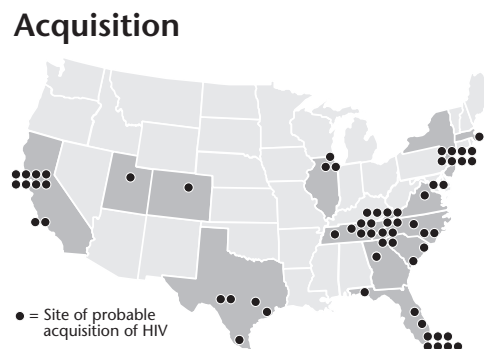 Acquisition
● = Site of probable
acquisition of HIV